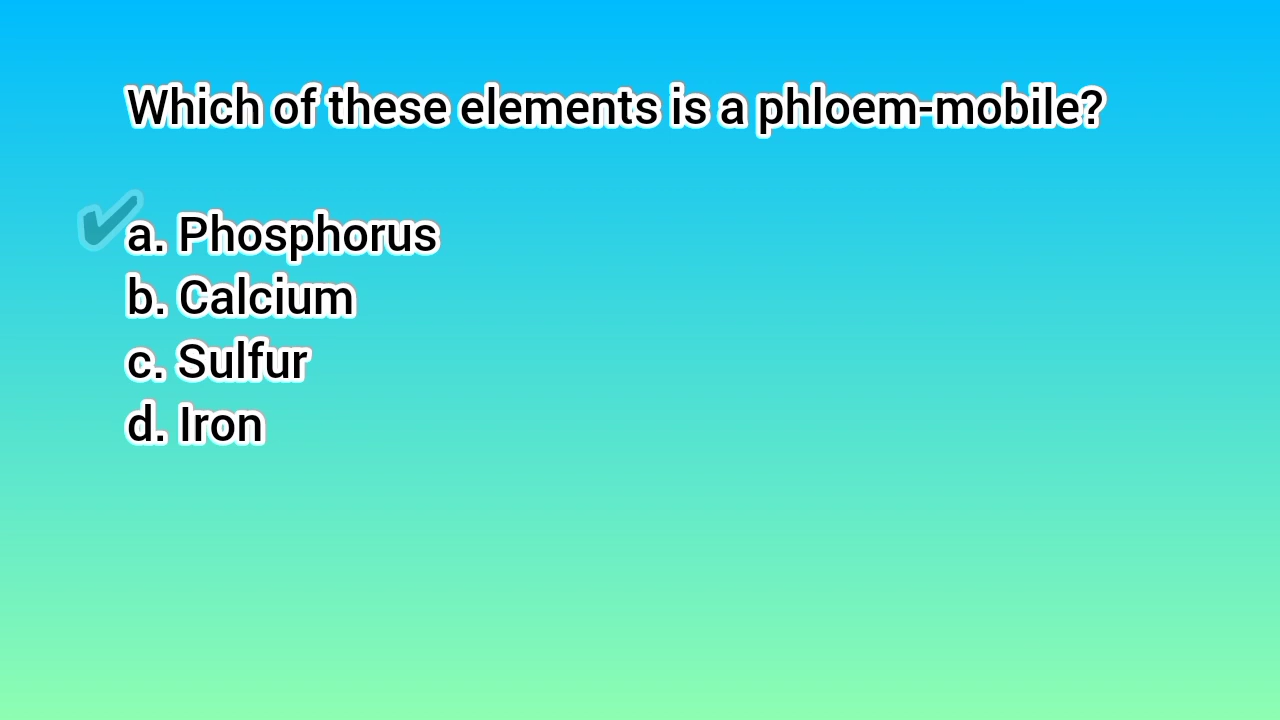 Which of these elements is a phloem-mobile?
✔a. Phosphorus
b. Calcium
c. Sulfur
d. Iron